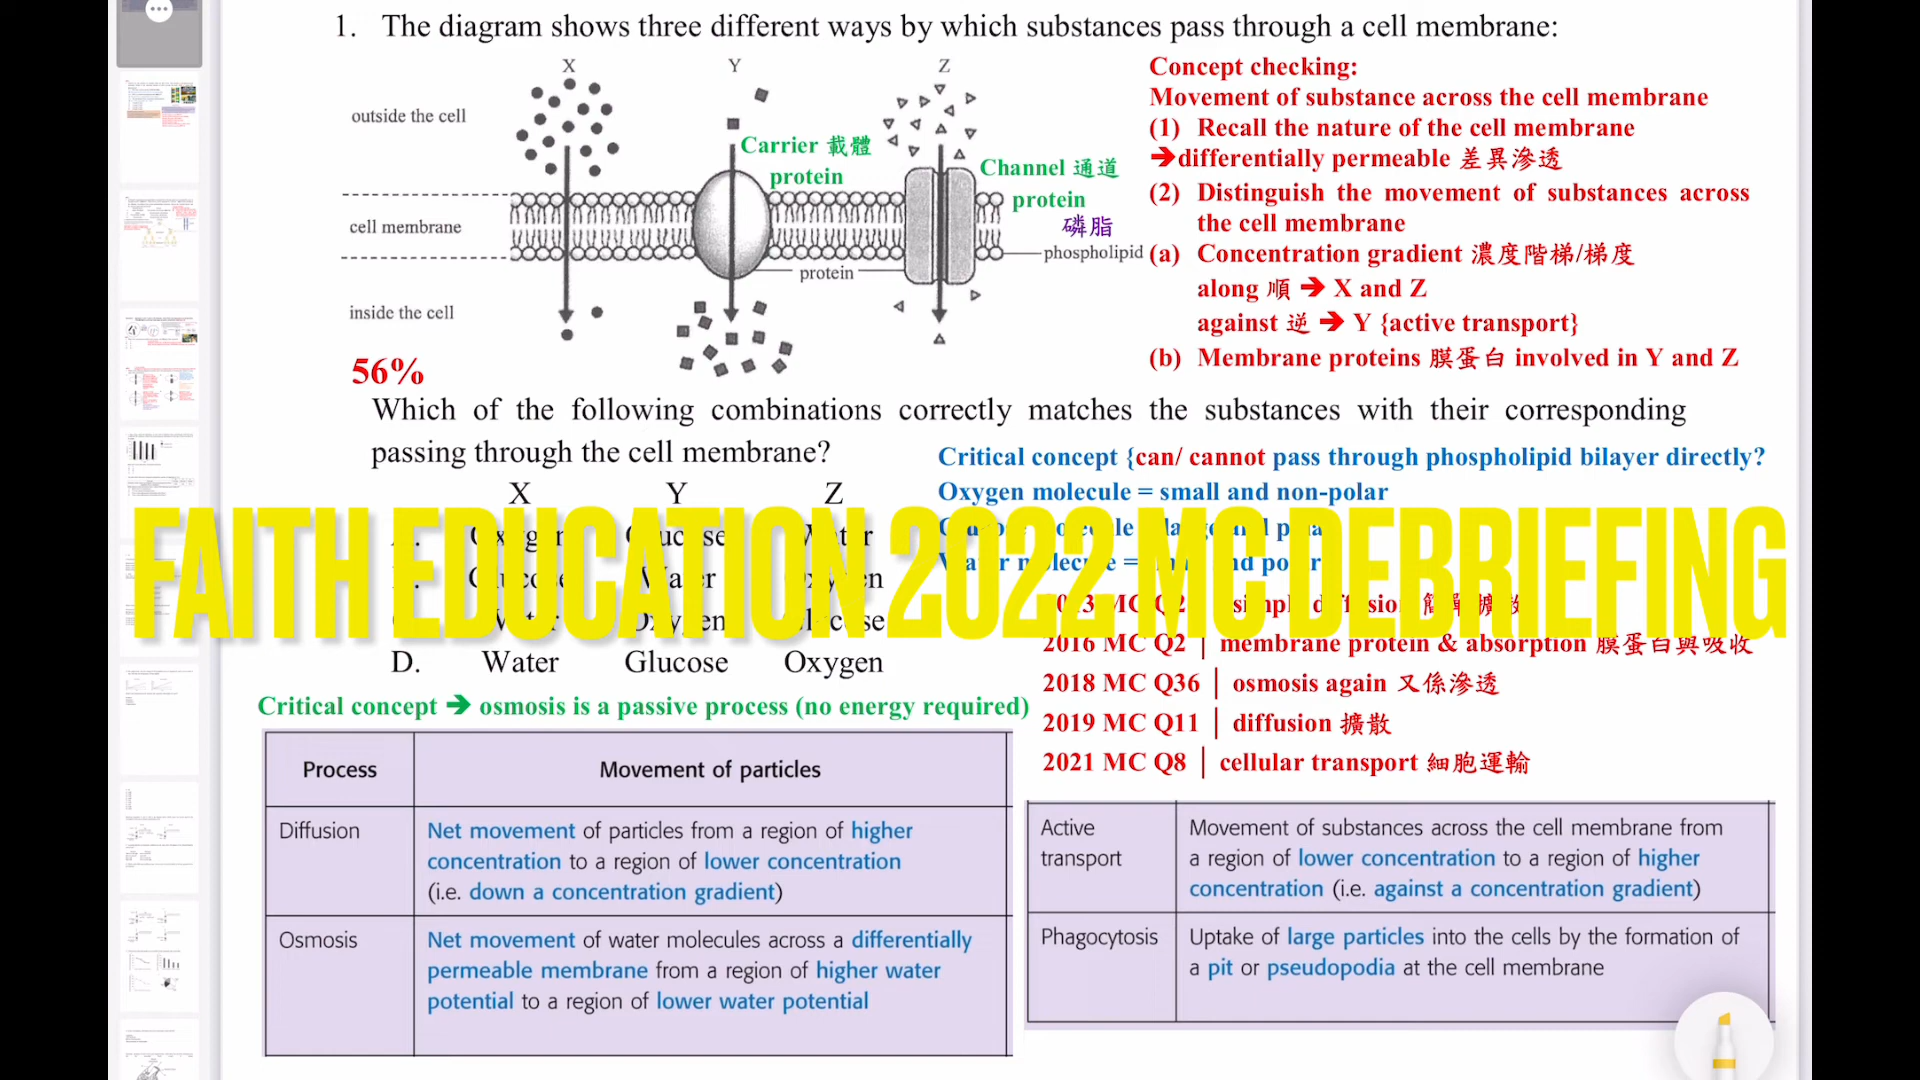 1. The diagram shows three different ways by which substances pass through a cell membrane:
X Y Z
outside the cell
cell membrane
inside the cell
Carrier 載體
protein
Channel 通道
protein
磷脂
phospholipid
protein
56%
Concept checking:
Movement of substance across the cell membrane
(1) Recall the nature of the cell membrane
➔differentially permeable 差異滲透
(2) Distinguish the movement of substances across
the cell membrane
(a) Concentration gradient 濃度階梯/梯度
along 順 ➔ X and Z
against 逆 ➔ Y {active transport}
(b) Membrane proteins 膜蛋白 involved in Y and Z
Which of the following combinations correctly matches the substances with their corresponding
passing through the cell membrane?
X Y Z
Oxygen Glucose Water
Glucose Water Oxygen
Water Oxygen Glucose
D. Water Glucose Oxygen
Critical concept {can/ cannot pass through phospholipid bilayer directly?
Oxygen molecule = small and non-polar
FAITH EDUCATION 2022 MC DEBRIEFING
2016 MC Q2 | membrane protein & absorption 膜蛋白與吸收
2018 MC Q36 | osmosis again 又係滲透
2019 MC Q11 | diffusion 擴散
2021 MC Q8 | cellular transport 細胞運輸
Critical concept ➔ osmosis is a passive process (no energy required)
Process Movement of particles
Diffusion
Net movement of particles from a region of higher
concentration to a region of lower concentration
(i.e. down a concentration gradient)
Osmosis
Net movement of water molecules across a differentially
permeable membrane from a region of higher water
potential to a region of lower water potential
Active
transport
Movement of substances across the cell membrane from
a region of lower concentration to a region of higher
concentration (i.e. against a concentration gradient)
Phagocytosis
Uptake of large particles into the cells by the formation of
a pit or pseudopodia at the cell membrane